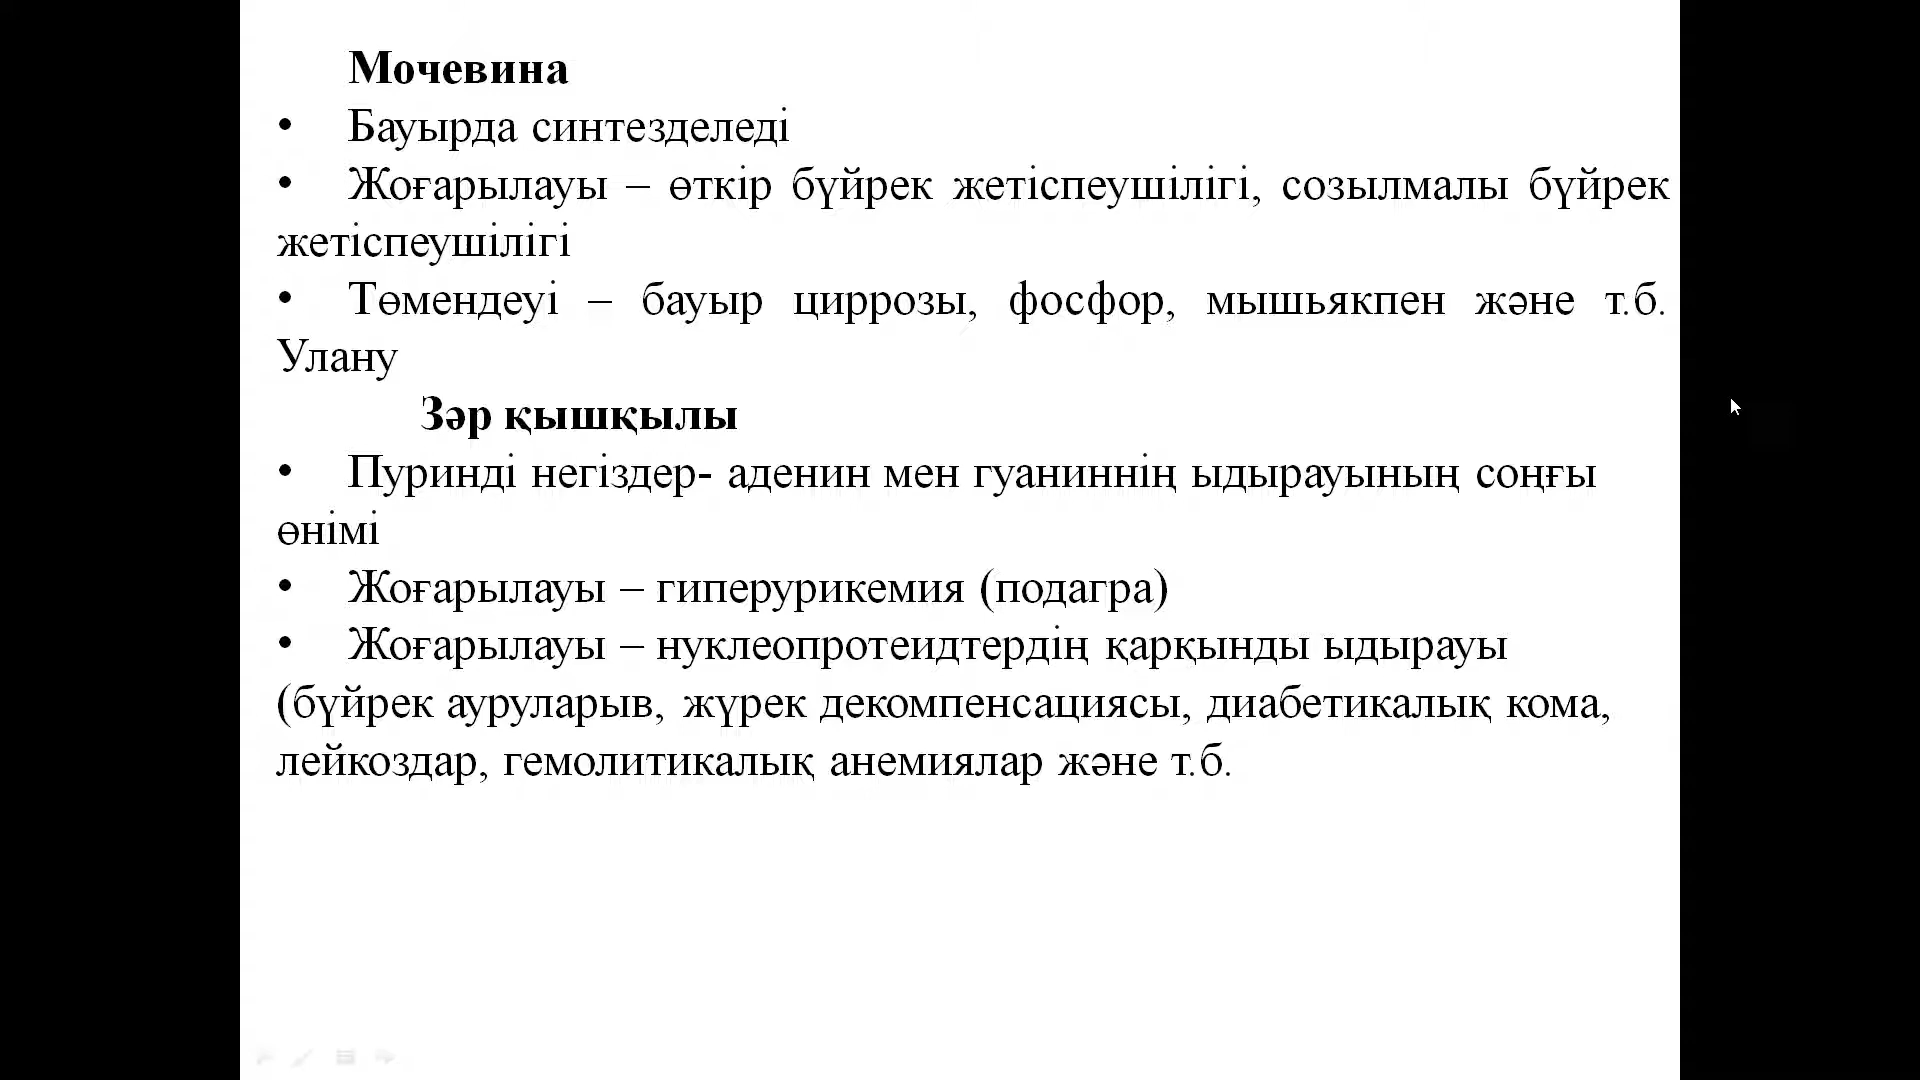 Мочевина
• Бауырда синтезделеді
• Жоғарылауы – өткір бүйрек жетіспеушілігі, созылмалы бүйрек
жетіспеушілігі
• Төмендеуі – бауыр циррозы, фосфор, мышьякпен және т.б.
Улану
Зәр қышқылы
• Пуринді негіздер- аденин мен гуаниннің ыдырауының соңғы
өнімі
• Жоғарылауы – гиперурикемия (подагра)
• Жоғарылауы – нуклеопротеидтердің қарқынды ыдырауы
(бүйрек ауруларыв, жүрек декомпенсациясы, диабетикалық кома,
лейкоздар, гемолитикалық анемиялар және т.б.